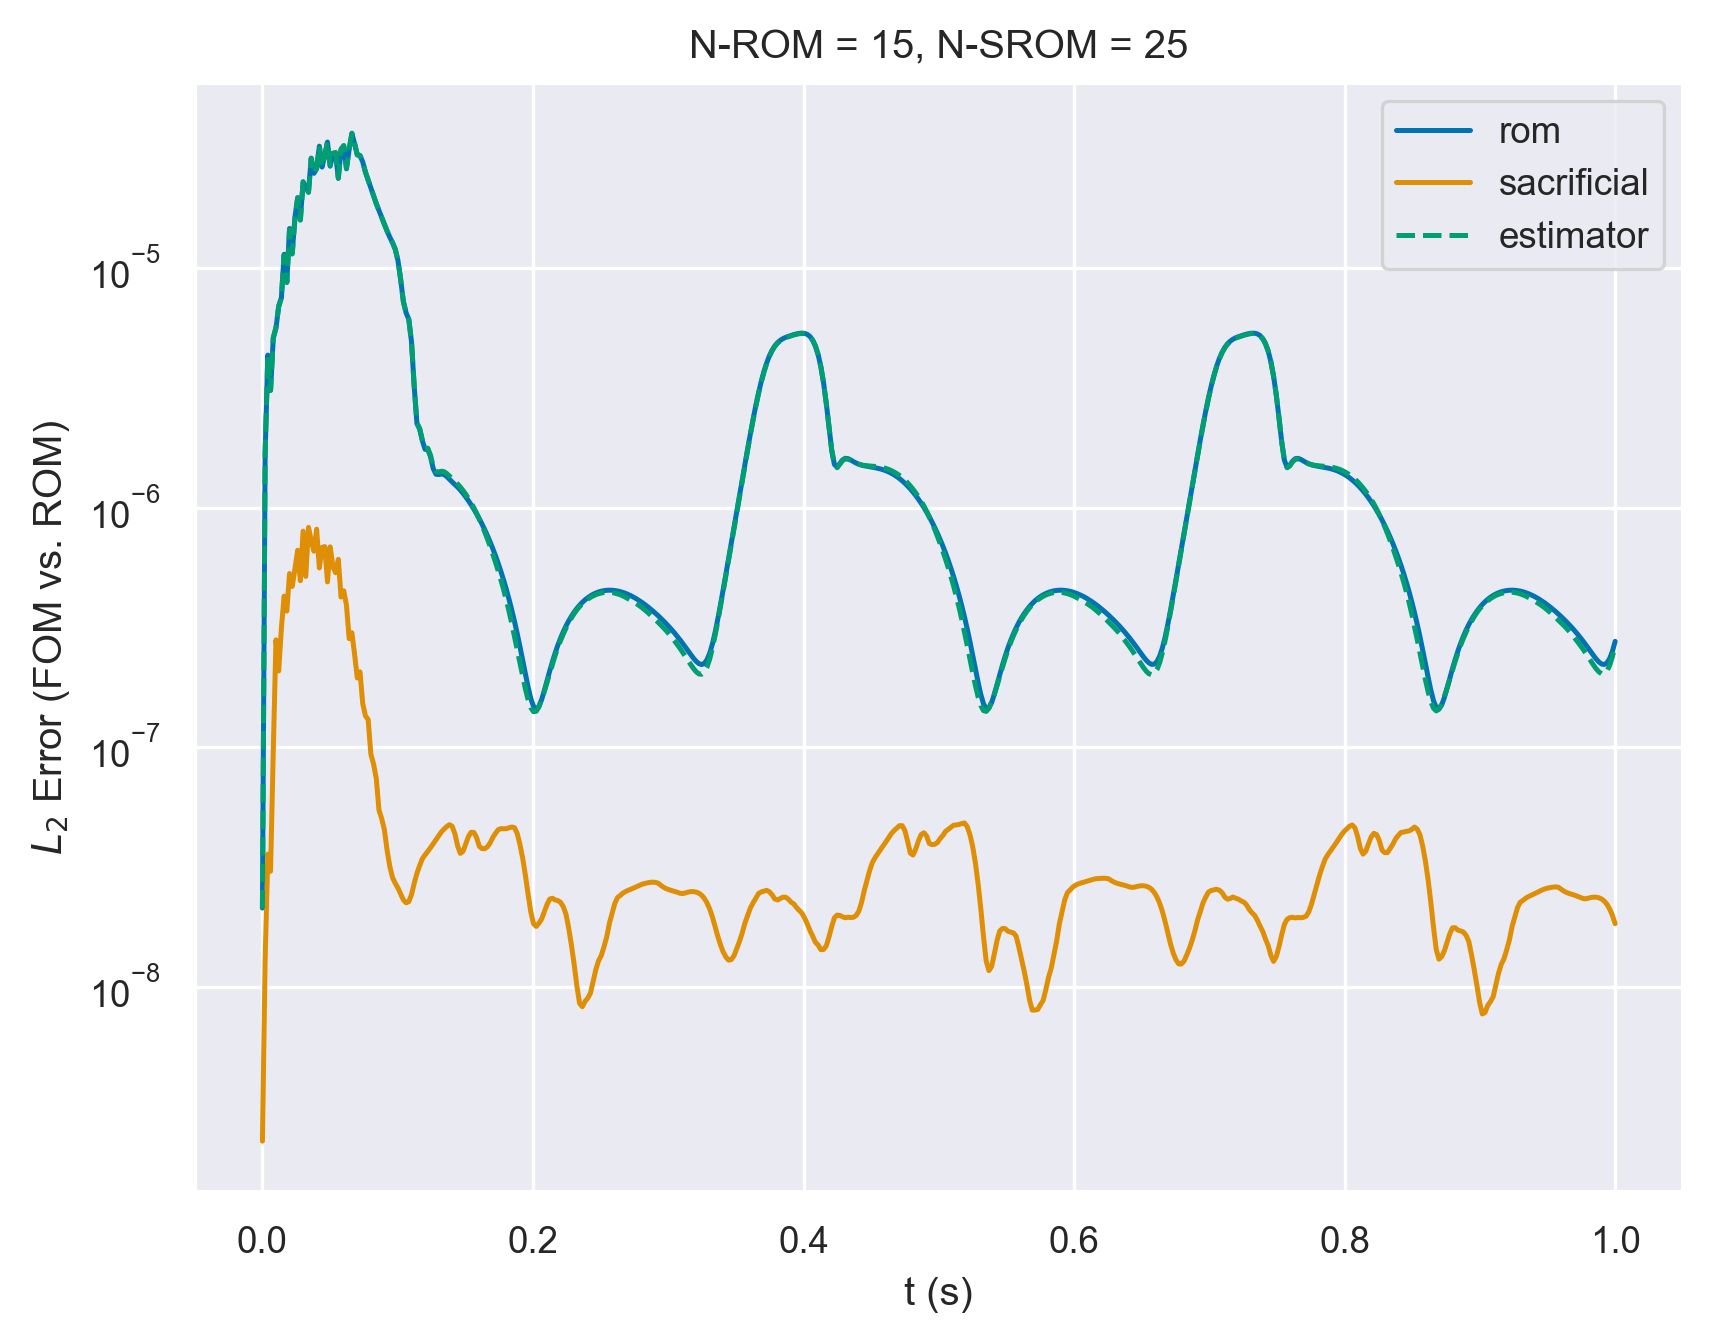 N-ROM = 15, N-SROM = 25
rom
sacrificial
estimator
L₂ Error (FOM vs. ROM)
10⁻⁵
10⁻⁶
10⁻⁷
10⁻⁸
0.0 0.2 0.4 0.6 0.8 1.0
t (s)